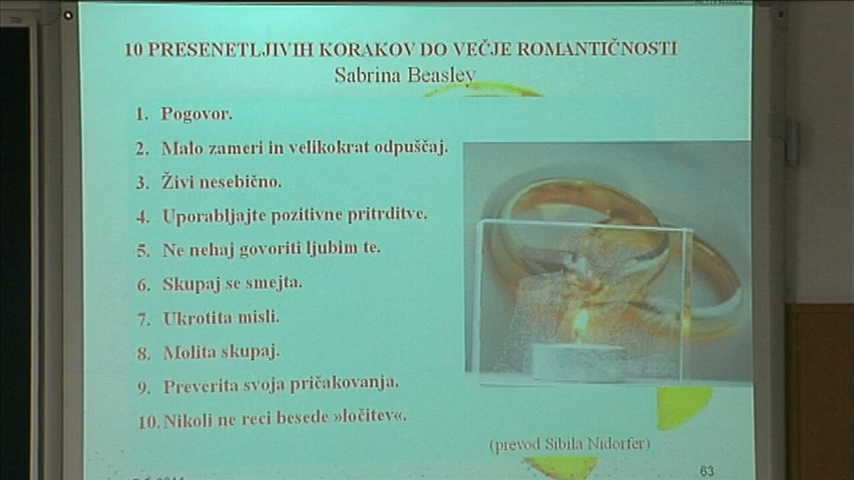 10 PRESENETLJIVIH KORAKOV DO VEČJE ROMANTIČNOSTI
Sabrina Beasley
1. Pogovor.
2. Malo zameri in velikokrat odpuščaj.
3. Živi nesebično.
4. Uporabljajte pozitivne pritrditve.
5. Ne nehaj govoriti ljubim te.
6. Skupaj se smejta.
7. Ukrotita misli.
8. Molita skupaj.
9. Preverita svoja pričakovanja.
10. Nikoli ne reci besede »ločitev«.
(prevod Sibila Nidorfer)
63